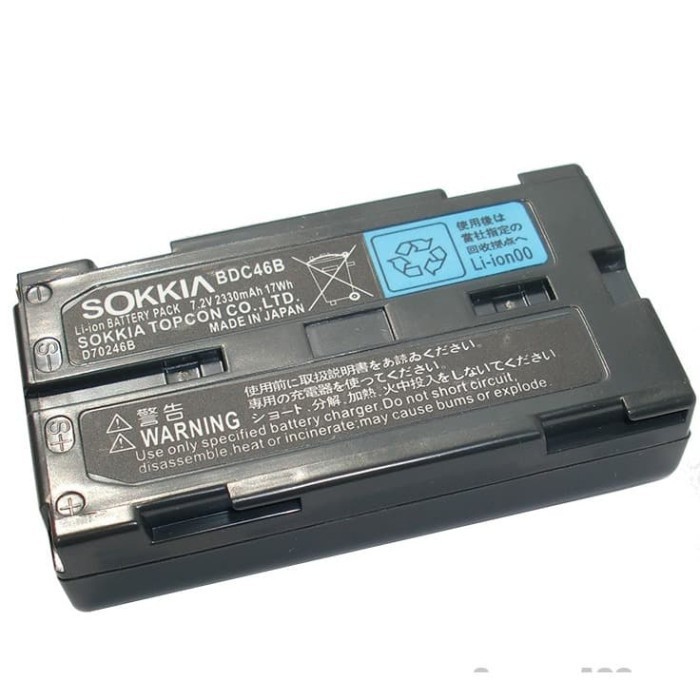 SOKKIA BDC46B
Li-ion BATTERY PACK 7.2V 2330mAh 17Wh
SOKKIA TOPCON CO.,LTD.
D70246B MADE IN JAPAN
使用後は
當社指定の
回收拠点へ
Li-ion00
−
S−
S+
+
警告
WARNING
使用前に取扱説明書をお読みください。
専用の充電器を使ってください。
ショート、分解、加熱、火中投入をしないでください。
Use only specified battery charger.Do not short circuit.
disassemble,heat or incinerate,may cause bums or explode.